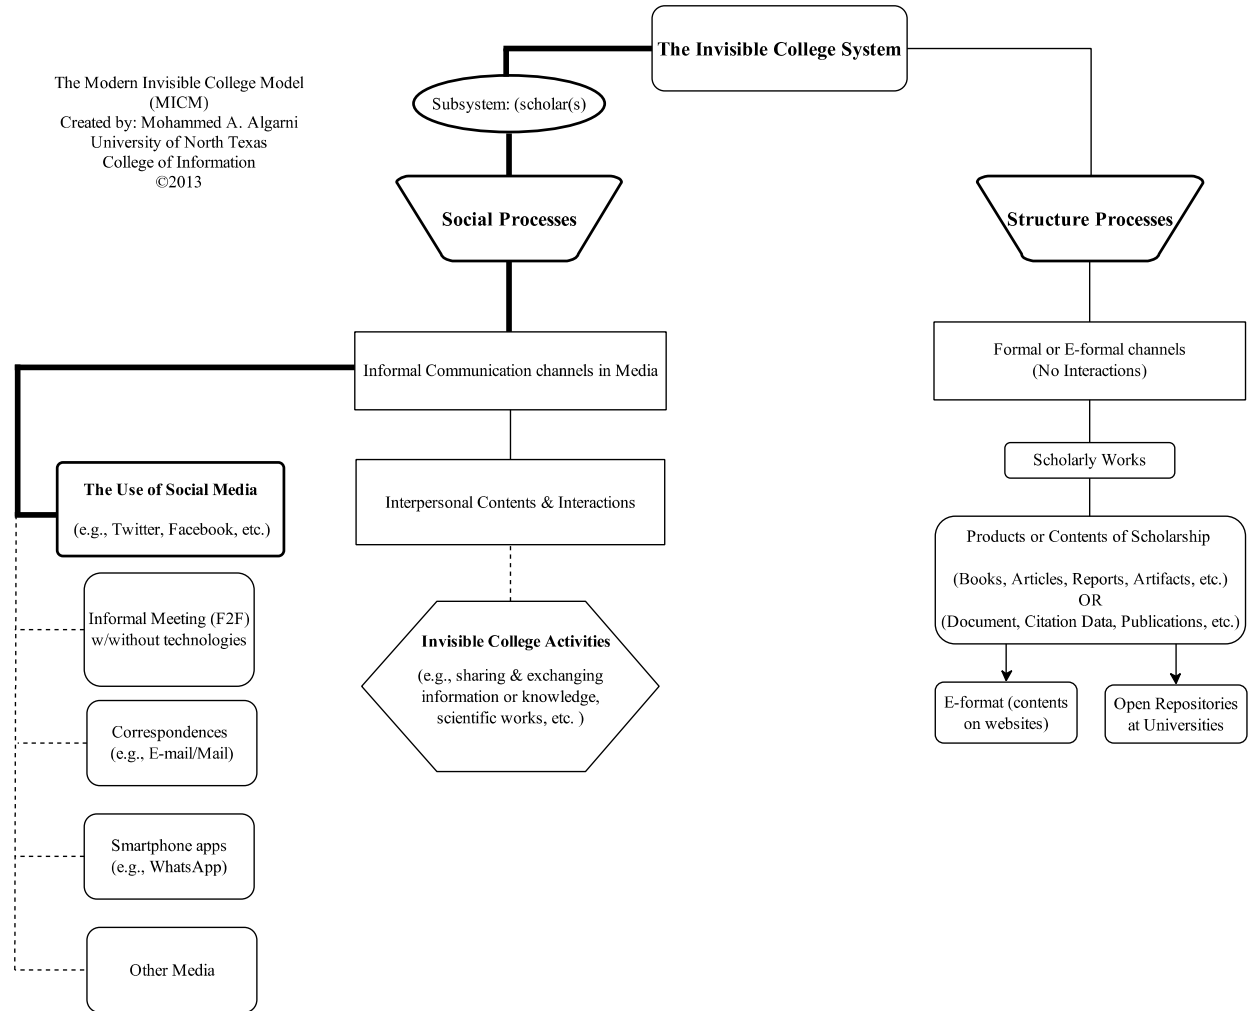 The Invisible College System
The Modern Invisible College Model
(MICM)
Created by: Mohammed A. Algarni
University of North Texas
College of Information
©2013
Subsystem: (scholar(s)
Social Processes
Structure Processes
Informal Communication channels in Media
Formal or E-formal channels
(No Interactions)
Scholarly Works
The Use of Social Media
(e.g., Twitter, Facebook, etc.)
Interpersonal Contents & Interactions
Products or Contents of Scholarship
(Books, Articles, Reports, Artifacts, etc.)
OR
(Document, Citation Data, Publications, etc.)
Informal Meeting (F2F)
w/without technologies
Invisible College Activities
(e.g., sharing & exchanging
information or knowledge,
scientific works, etc. )
E-format (contents
on websites)
Open Repositories
at Universities
Correspondences
(e.g., E-mail/Mail)
Smartphone apps
(e.g., WhatsApp)
Other Media